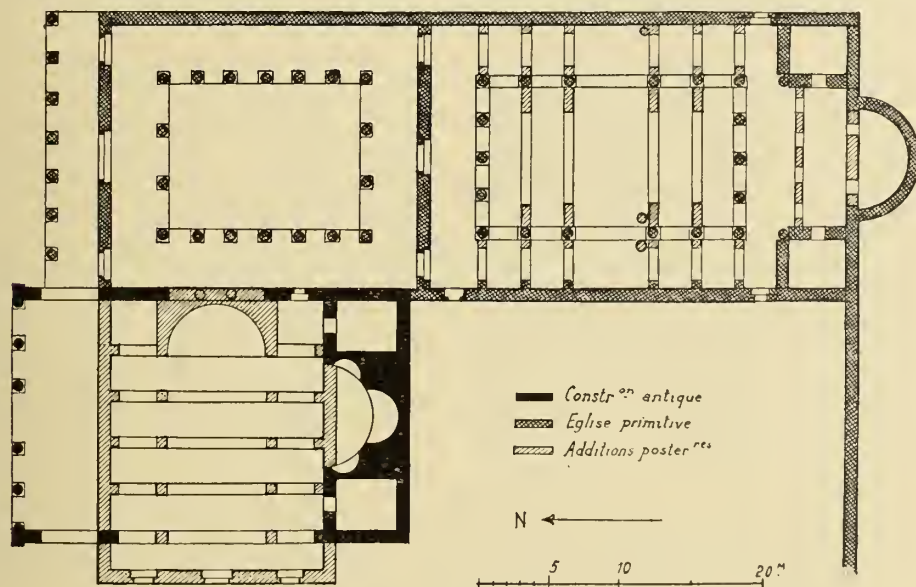 Constr.on antique
Eglise primitive
Additions poster.res
N
5 10 20 M